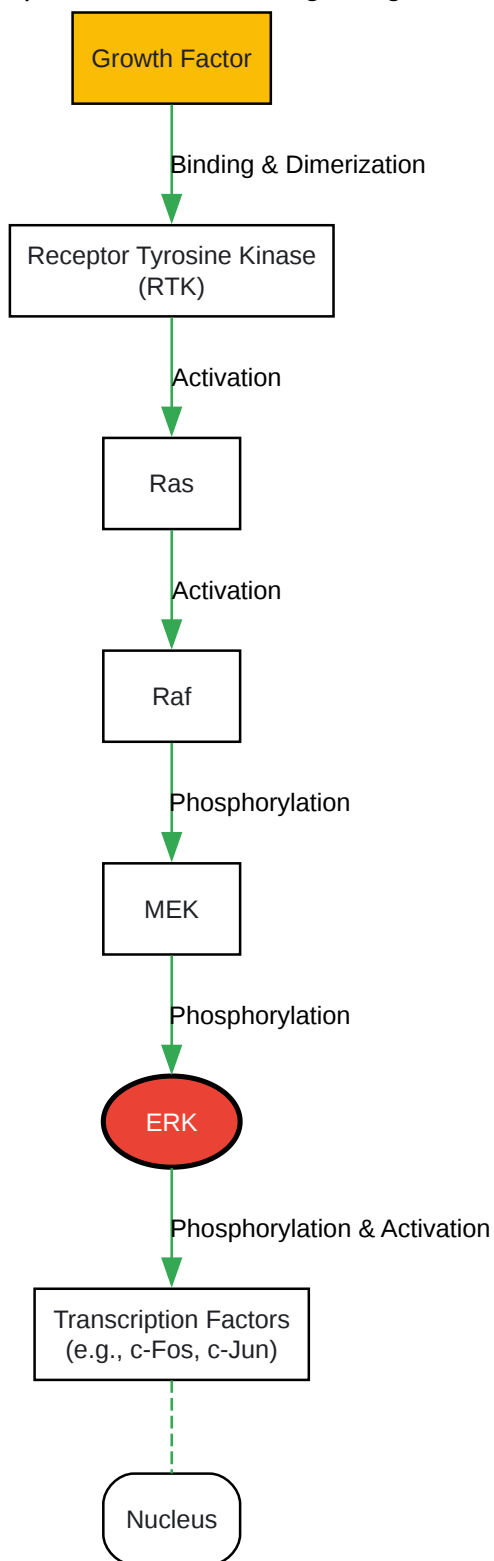 Growth Factor
Binding & Dimerization
Receptor Tyrosine Kinase
(RTK)
Activation
Ras
Activation
Raf
Phosphorylation
MEK
Phosphorylation
ERK
Phosphorylation & Activation
Transcription Factors
(e.g., c-Fos, c-Jun)
Nucleus